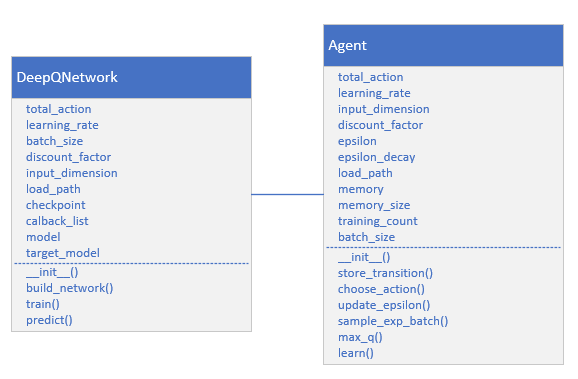 DeepQNetwork
total_action
learning_rate
batch_size
discount_factor
input_dimension
load_path
checkpoint
calback_list
model
target_model
__init__()
build_network()
train()
predict()
Agent
total_action
learning_rate
input_dimension
discount_factor
epsilon
epsilon_decay
load_path
memory
memory_size
training_count
batch_size
__init__()
store_transition()
choose_action()
update_epsilon()
sample_exp_batch()
max_q()
learn()